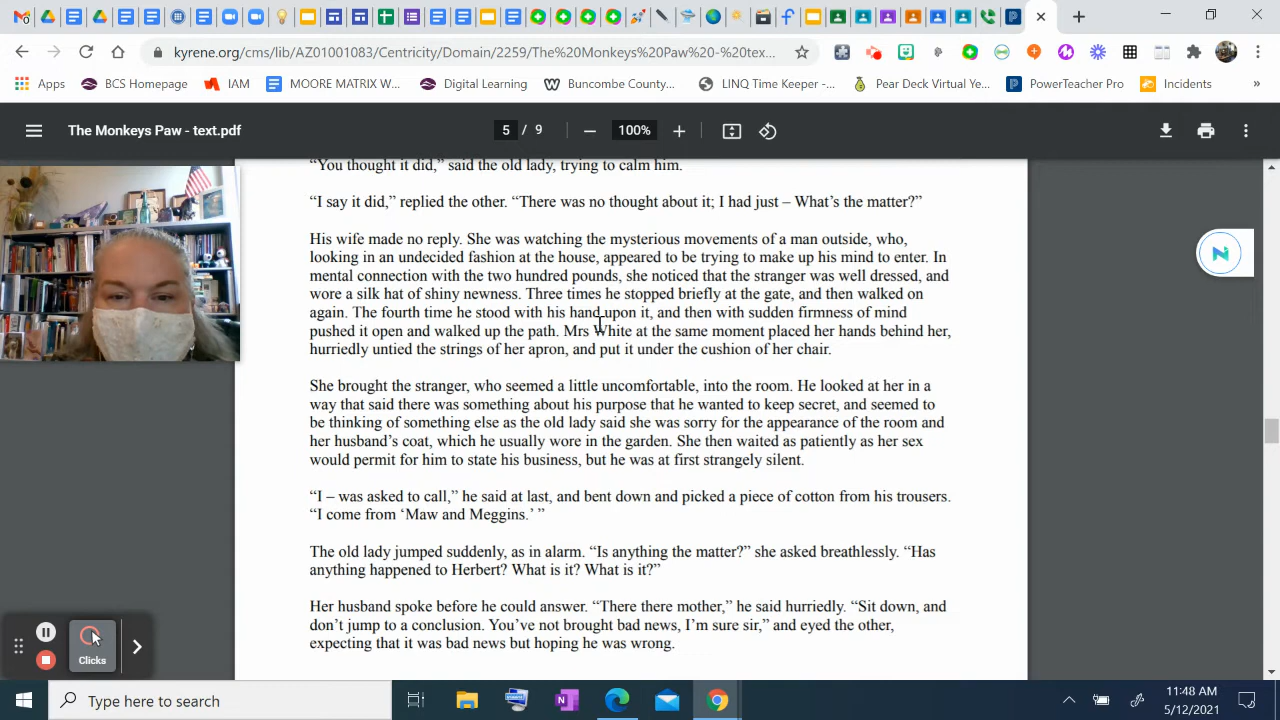 kyrene.org/cms/lib/AZ01001083/Centricity/Domain/2259/The%20Monkeys%20Paw%20-%20tex...
Apps BCS Homepage IAM MOORE MATRIX W... Digital Learning Buncombe County... LINQ Time Keeper -... Pear Deck Virtual Ye... PowerTeacher Pro Incidents »
The Monkeys Paw - text.pdf 5 / 9 100%
“You thought it did,” said the old lady, trying to calm him.
“I say it did,” replied the other. “There was no thought about it; I had just – What’s the matter?”
His wife made no reply. She was watching the mysterious movements of a man outside, who,
looking in an undecided fashion at the house, appeared to be trying to make up his mind to enter. In
mental connection with the two hundred pounds, she noticed that the stranger was well dressed, and
wore a silk hat of shiny newness. Three times he stopped briefly at the gate, and then walked on
again. The fourth time he stood with his hand upon it, and then with sudden firmness of mind
pushed it open and walked up the path. Mrs White at the same moment placed her hands behind her,
hurriedly untied the strings of her apron, and put it under the cushion of her chair.
She brought the stranger, who seemed a little uncomfortable, into the room. He looked at her in a
way that said there was something about his purpose that he wanted to keep secret, and seemed to
be thinking of something else as the old lady said she was sorry for the appearance of the room and
her husband’s coat, which he usually wore in the garden. She then waited as patiently as her sex
would permit for him to state his business, but he was at first strangely silent.
“I – was asked to call,” he said at last, and bent down and picked a piece of cotton from his trousers.
“I come from ‘Maw and Meggins.’ ”
The old lady jumped suddenly, as in alarm. “Is anything the matter?” she asked breathlessly. “Has
anything happened to Herbert? What is it? What is it?”
Her husband spoke before he could answer. “There there mother,” he said hurriedly. “Sit down, and
don’t jump to a conclusion. You’ve not brought bad news, I’m sure sir,” and eyed the other,
expecting that it was bad news but hoping he was wrong.
Clicks
Type here to search
11:48 AM
5/12/2021